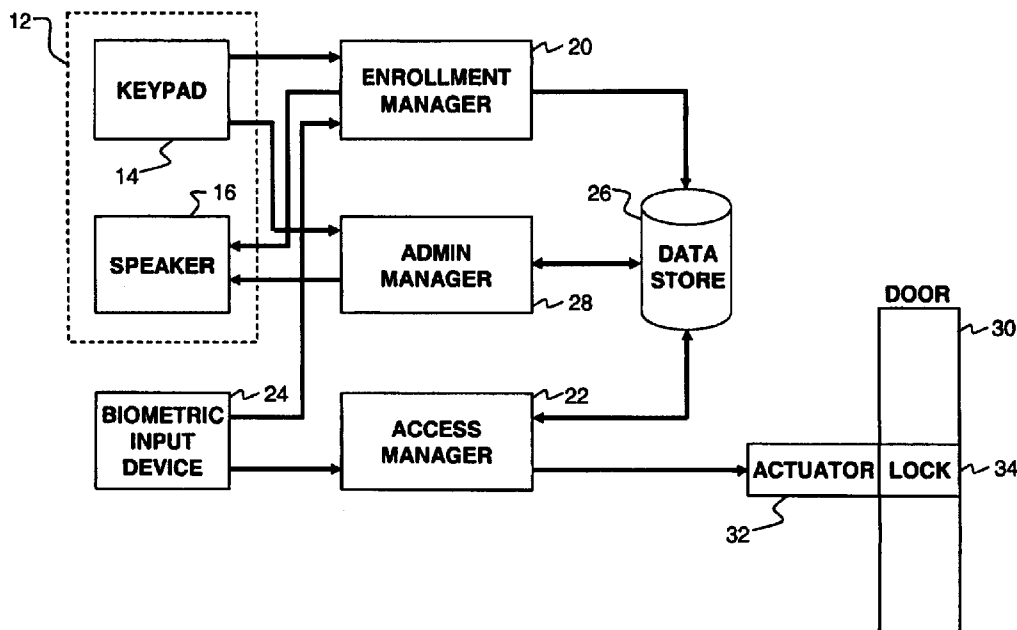 12
KEYPAD
14
ENROLLMENT
MANAGER
20
16
SPEAKER
ADMIN
MANAGER
28
26
DATA
STORE
24
BIOMETRIC
INPUT
DEVICE
22
ACCESS
MANAGER
DOOR
30
ACTUATOR
32
LOCK
34